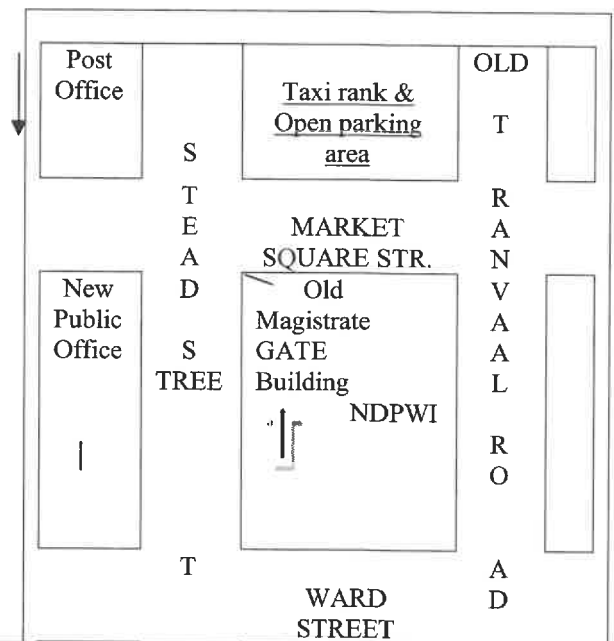 Post
Office
Taxi rank &
Open parking
area
OLD
T
R
A
N
V
A
A
L
R
O
A
D
S
T
E
A
D
S
TREE
T
MARKET
SQUARE STR.
New
Public
Office
Old
Magistrate
GATE
Building
NDPWI
WARD
STREET